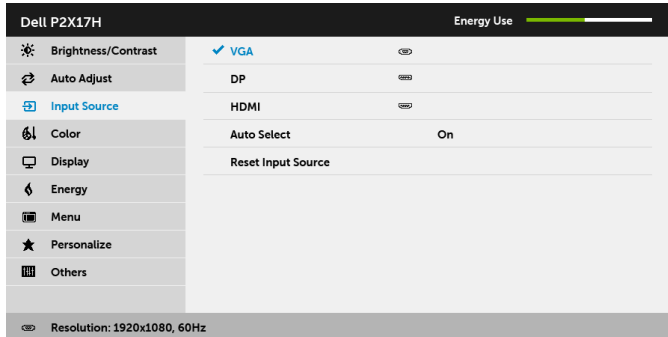 Dell P2X17H
Energy Use
Brightness/Contrast
Auto Adjust
Input Source
Color
Display
Energy
Menu
Personalize
Others
VGA
DP
HDMI
Auto Select On
Reset Input Source
Resolution: 1920x1080, 60Hz